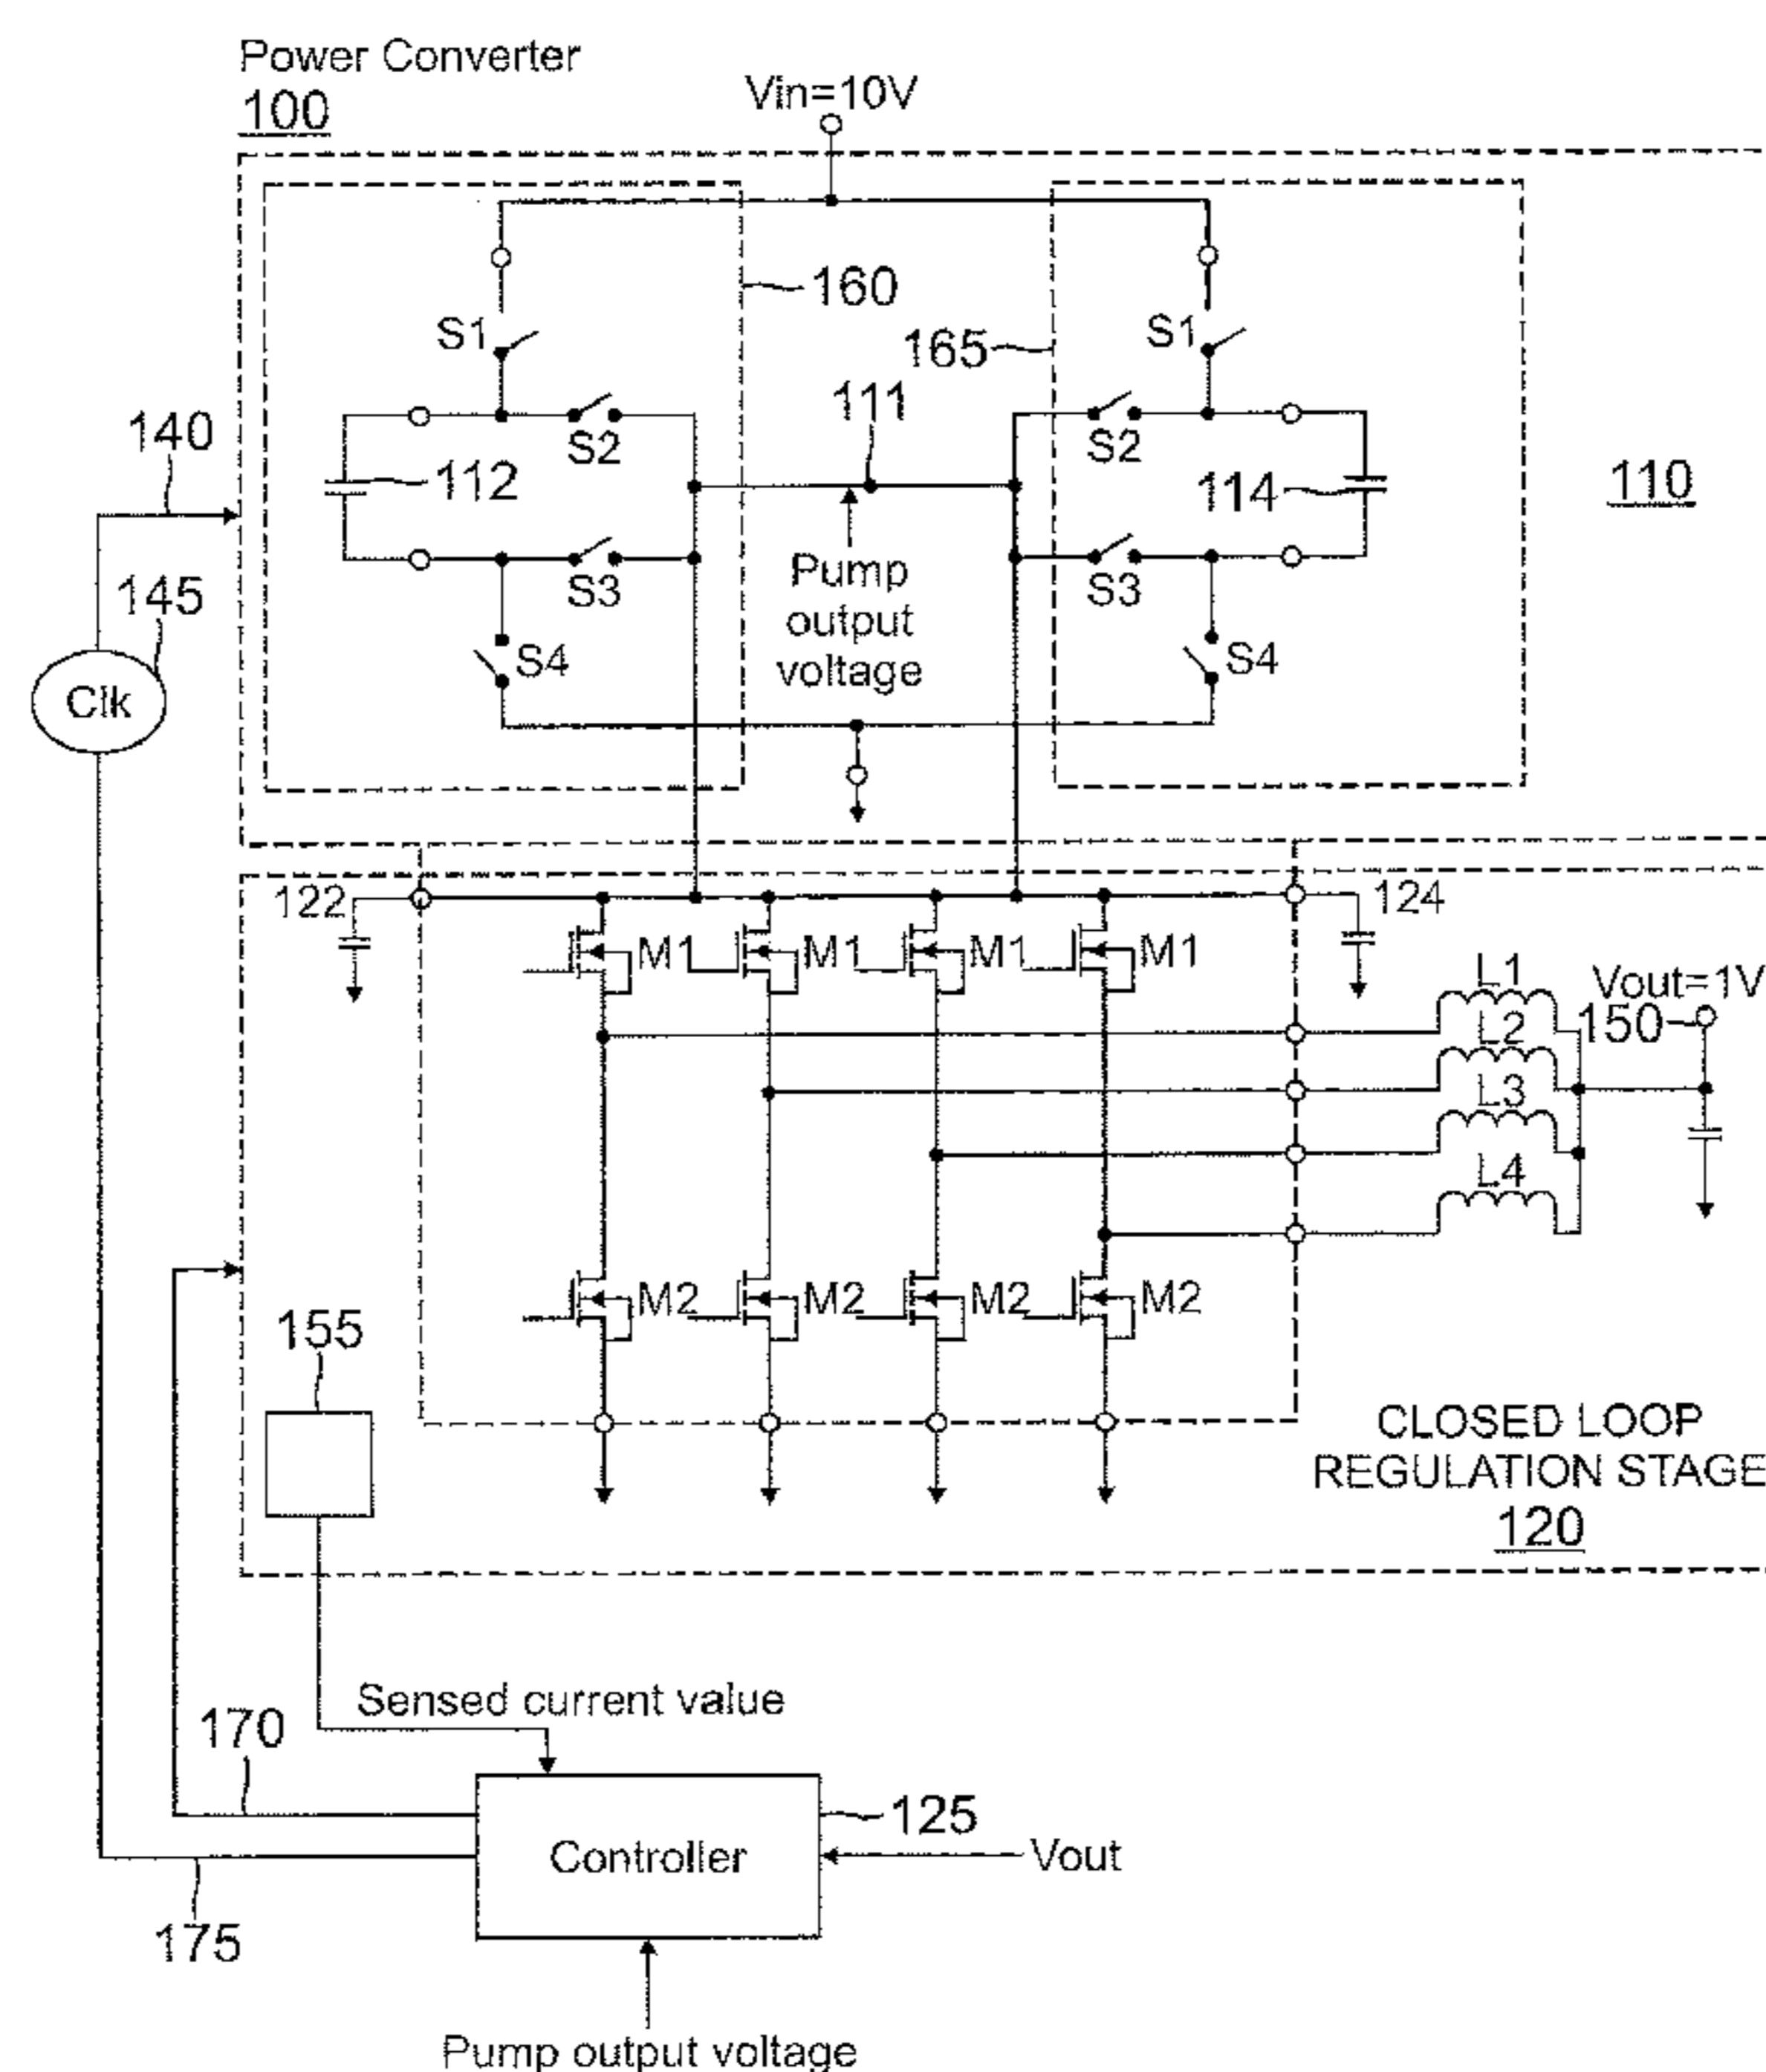 Power Converter
100
Vin=10V
160
S1
165
S1
111
140
S2
S2
112
114
110
Pump
output
voltage
S3
S3
145
S4
S4
Clk
122
124
M1
M1
M1
M1
L1
Vout=1V
150
L2
L3
L4
M2
M2
M2
M2
155
CLOSED LOOP
REGULATION STAGE
120
Sensed current value
170
125
Controller
Vout
175
Pump output voltage